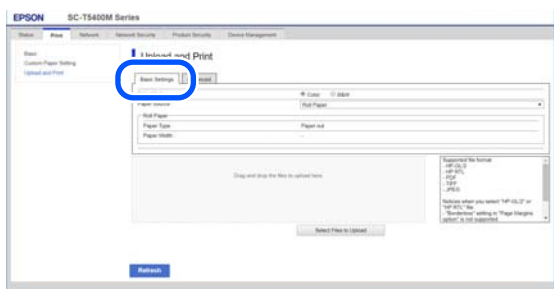 EPSON SC-T5400M Series
Status Print Network Network Security Product Security Device Management
Basic
Custom Paper Setting
Upload and Print
Upload and Print
Basic Settings
Color B&W
Paper Source Roll Paper
Roll Paper
Paper Type Paper out
Paper Width -
Drag and drop the files to upload here.
Supported file format
- HP-GL/2
- HP RTL
- PDF
- TIFF
- JPEG
Notices when you select "HP-GL/2" or
"HP RTL" file
- "Borderless" setting in "Page Margins
option" is not supported.
Select Files to Upload
Refresh